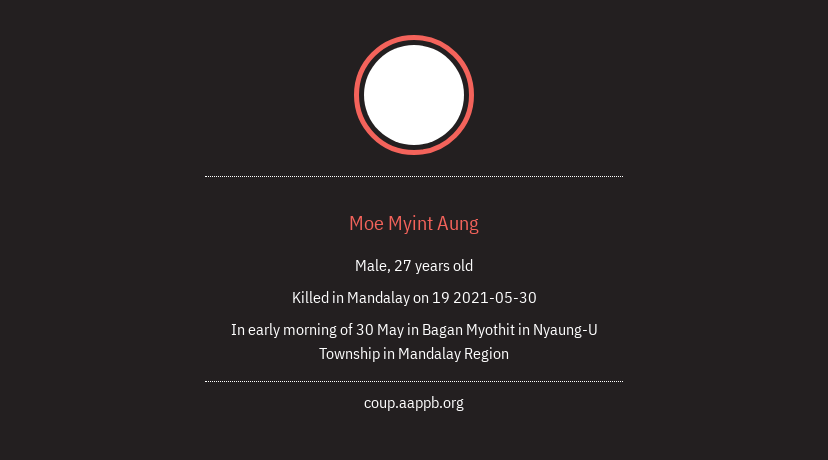 Moe Myint Aung
Male, 27 years old
Killed in Mandalay on 19 2021-05-30
In early morning of 30 May in Bagan Myothit in Nyaung-U
Township in Mandalay Region
coup.aappb.org